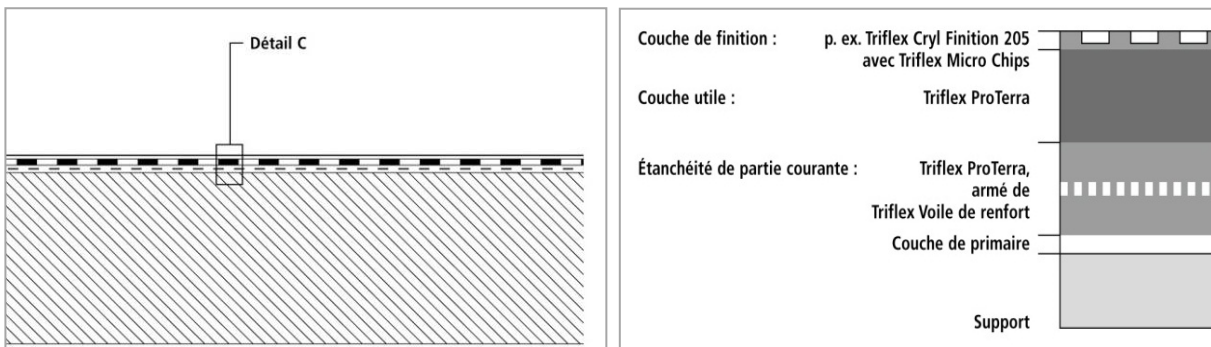 Détail C
Couche de finition : p. ex. Triflex Cryl Finition 205
avec Triflex Micro Chips
Couche utile : Triflex ProTerra
Étanchéité de partie courante : Triflex ProTerra,
armé de
Triflex Voile de renfort
Couche de primaire
Support